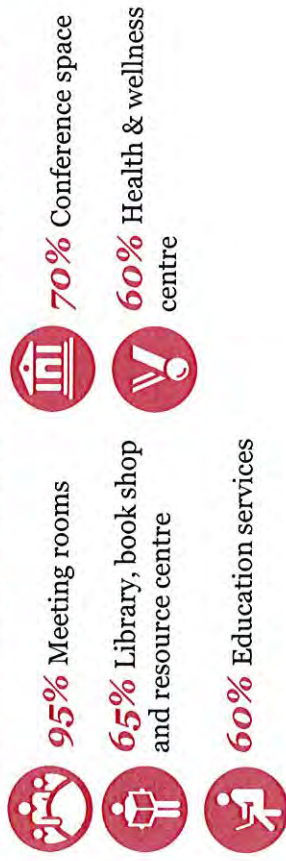 95% Meeting rooms
65% Library, book shop
and resource centre
60% Education services
70% Conference space
60% Health & wellness
centre